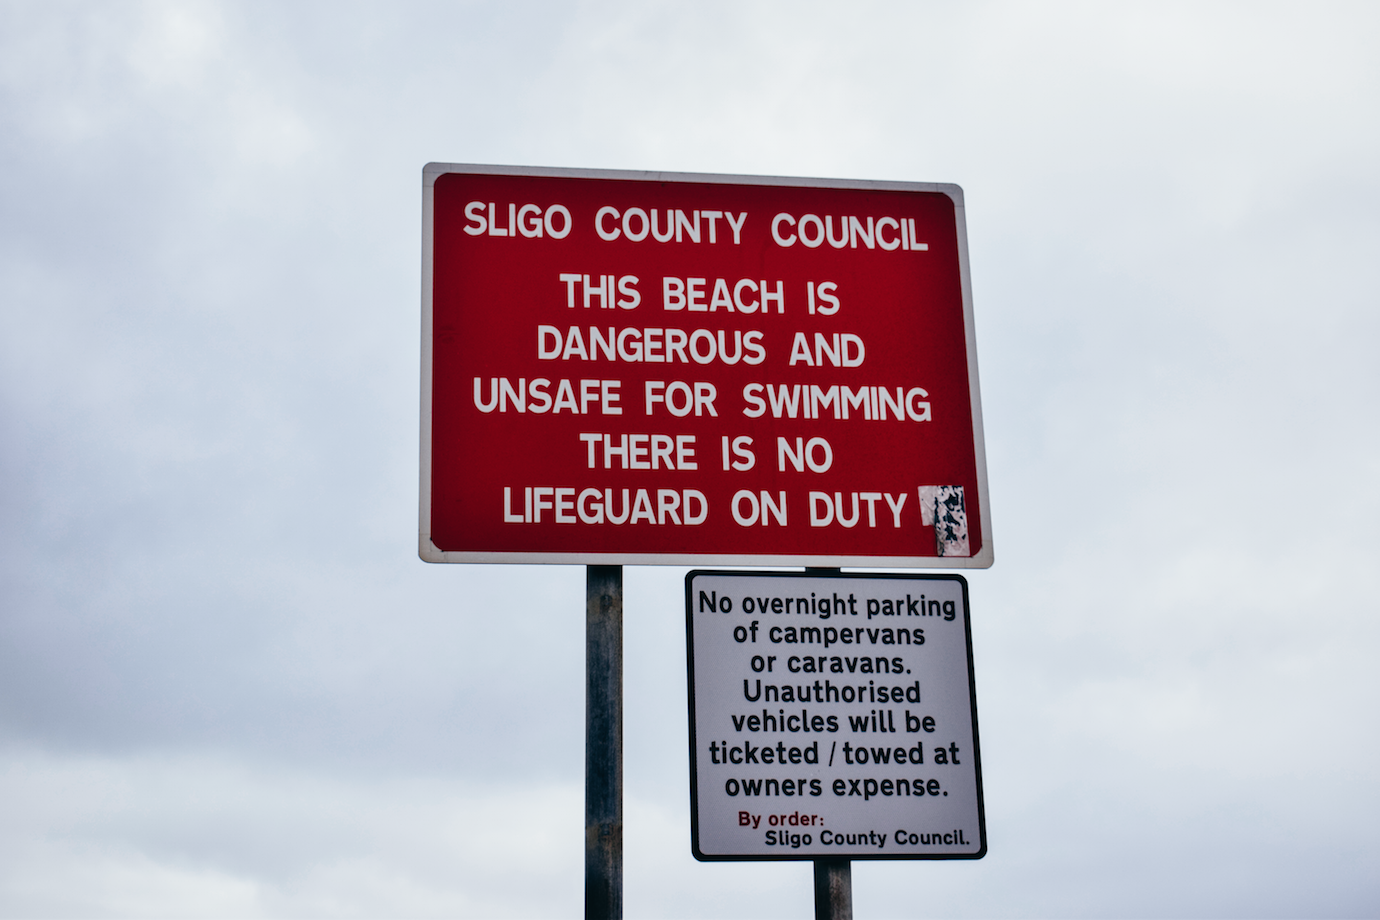 SLIGO COUNTY COUNCIL
THIS BEACH IS
DANGEROUS AND
UNSAFE FOR SWIMMING
THERE IS NO
LIFEGUARD ON DUTY
No overnight parking
of campervans
or caravans.
Unauthorised
vehicles will be
ticketed / towed at
owners expense.
By order:
Sligo County Council.